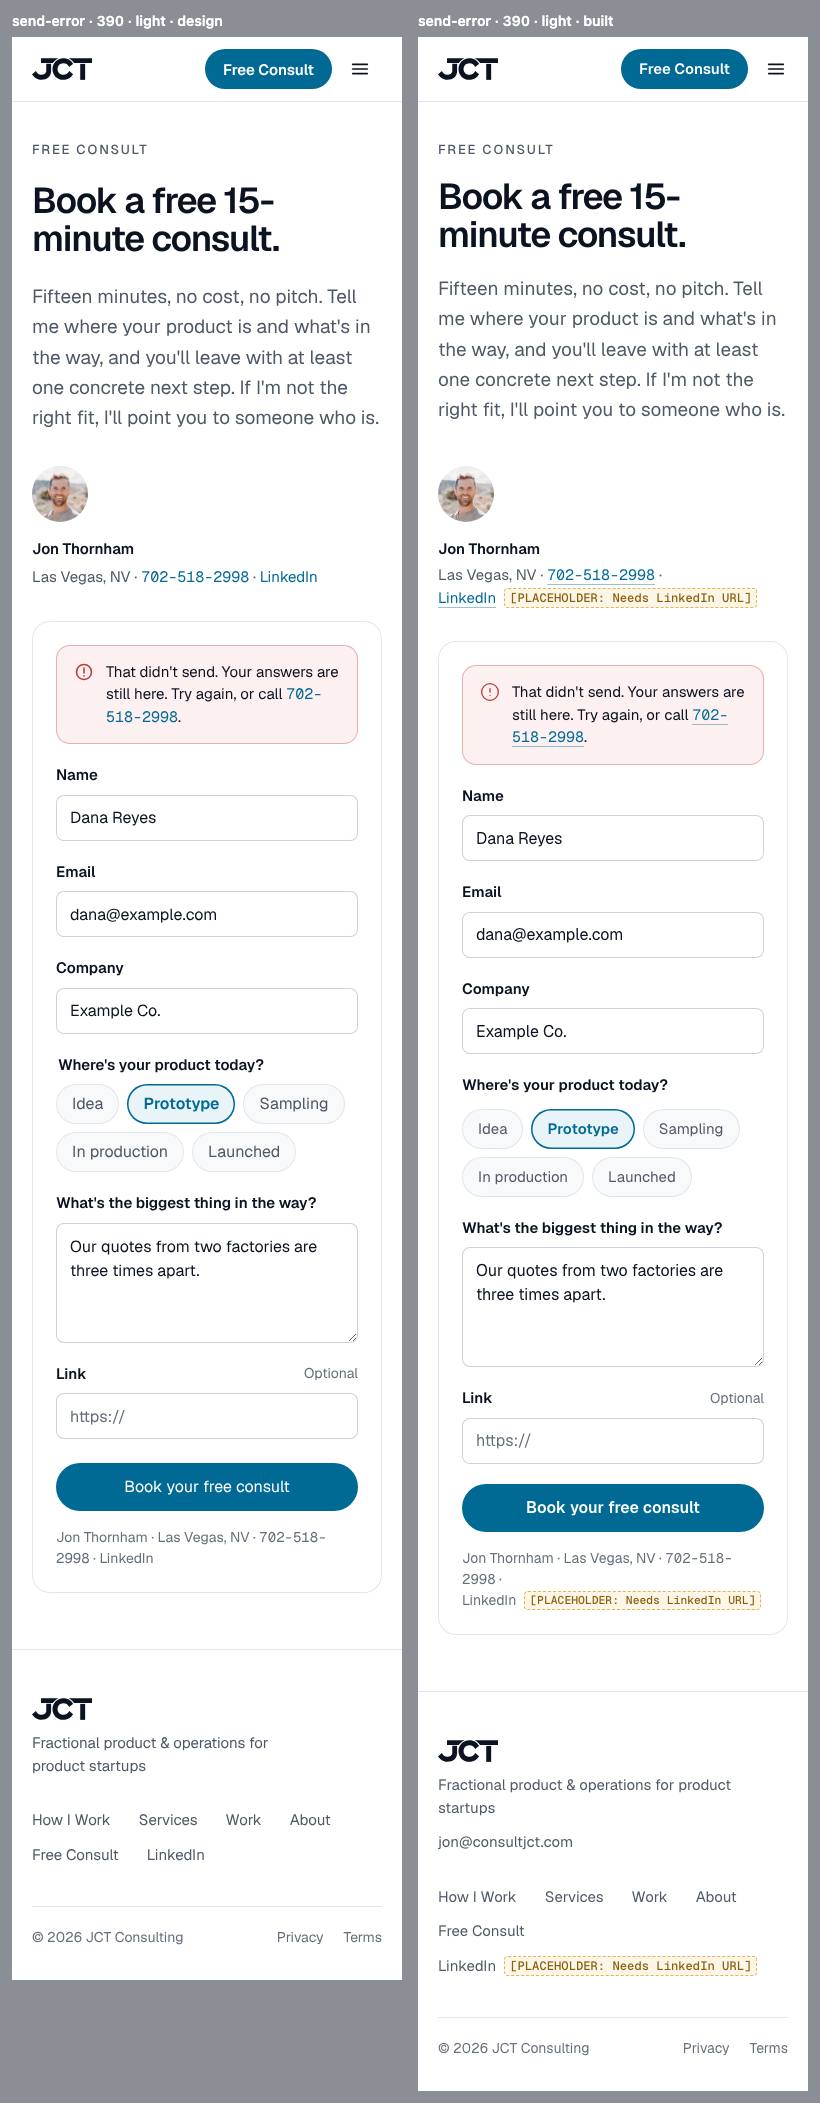 send-error · 390 · light · design
JCT
Free Consult
FREE CONSULT
Book a free 15-
minute consult.
Fifteen minutes, no cost, no pitch. Tell
me where your product is and what's in
the way, and you'll leave with at least
one concrete next step. If I'm not the
right fit, I'll point you to someone who is.
Jon Thornham
Las Vegas, NV · 702-518-2998 · LinkedIn
That didn't send. Your answers are
still here. Try again, or call 702-
518-2998.
Name
Dana Reyes
Email
dana@example.com
Company
Example Co.
Where's your product today?
Idea Prototype Sampling
In production Launched
What's the biggest thing in the way?
Our quotes from two factories are
three times apart.
Link Optional
https://
Book your free consult
Jon Thornham · Las Vegas, NV · 702-518-
2998 · LinkedIn
JCT
Fractional product & operations for
product startups
How I Work Services Work About
Free Consult LinkedIn
© 2026 JCT Consulting Privacy Terms
send-error · 390 · light · built
JCT
Free Consult
FREE CONSULT
Book a free 15-
minute consult.
Fifteen minutes, no cost, no pitch. Tell
me where your product is and what's in
the way, and you'll leave with at least
one concrete next step. If I'm not the
right fit, I'll point you to someone who is.
Jon Thornham
Las Vegas, NV · 702-518-2998 ·
LinkedIn [PLACEHOLDER: Needs LinkedIn URL]
That didn't send. Your answers are
still here. Try again, or call 702-
518-2998.
Name
Dana Reyes
Email
dana@example.com
Company
Example Co.
Where's your product today?
Idea Prototype Sampling
In production Launched
What's the biggest thing in the way?
Our quotes from two factories are
three times apart.
Link Optional
https://
Book your free consult
Jon Thornham · Las Vegas, NV · 702-518-
2998 ·
LinkedIn [PLACEHOLDER: Needs LinkedIn URL]
JCT
Fractional product & operations for product
startups
jon@consultjct.com
How I Work Services Work About
Free Consult
LinkedIn [PLACEHOLDER: Needs LinkedIn URL]
© 2026 JCT Consulting Privacy Terms